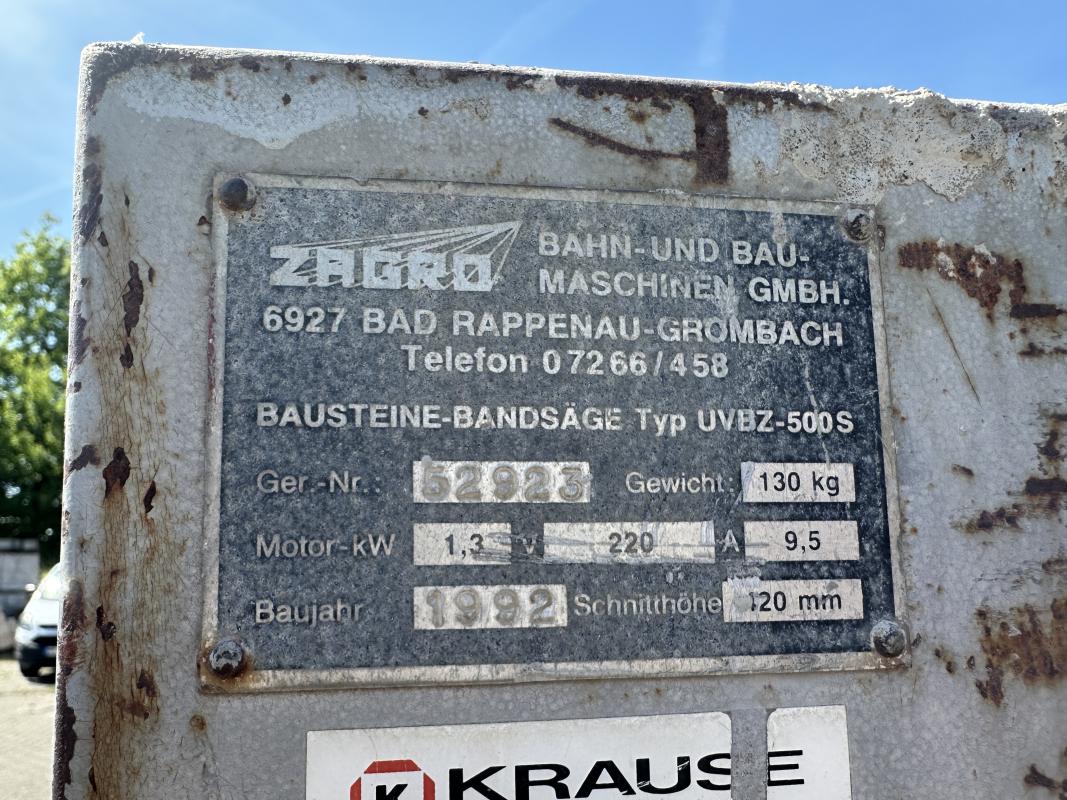 ZAGRO BAHN-UND BAU-
MASCHINEN GMBH.
6927 BAD RAPPENAU-GROMBACH
Telefon 07266/458
BAUSTEINE-BANDSÄGE Typ UVBZ-500S
Ger.-Nr.: 52923 Gewicht: 130 kg
Motor-kW 1,3 V 220 A 9,5
Baujahr 1992 Schnitthöhe 120 mm
K KRAUSE